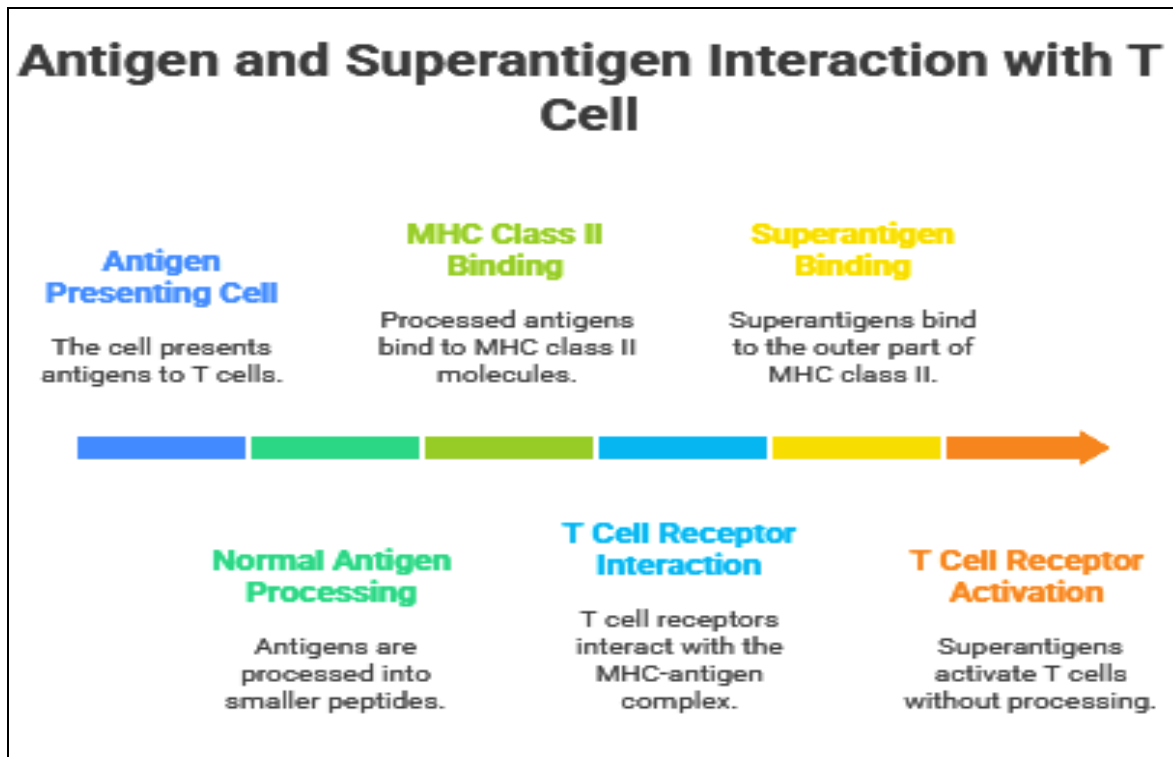 Antigen and Superantigen Interaction with T
Cell
Antigen
Presenting Cell
The cell presents
antigens to T cells.
Normal Antigen
Processing
Antigens are
processed into
smaller peptides.
MHC Class II
Binding
Processed antigens
bind to MHC class II
molecules.
T Cell Receptor
Interaction
T cell receptors
interact with the
MHC-antigen
complex.
Superantigen
Binding
Superantigens bind
to the outer part of
MHC class II.
T Cell Receptor
Activation
Superantigens
activate T cells
without processing.